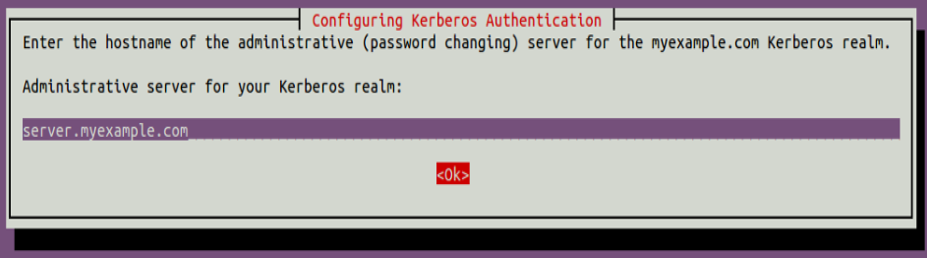 Configuring Kerberos Authentication
Enter the hostname of the administrative (password changing) server for the myexample.com Kerberos realm.
Administrative server for your Kerberos realm:
server.myexample.com
<Ok>